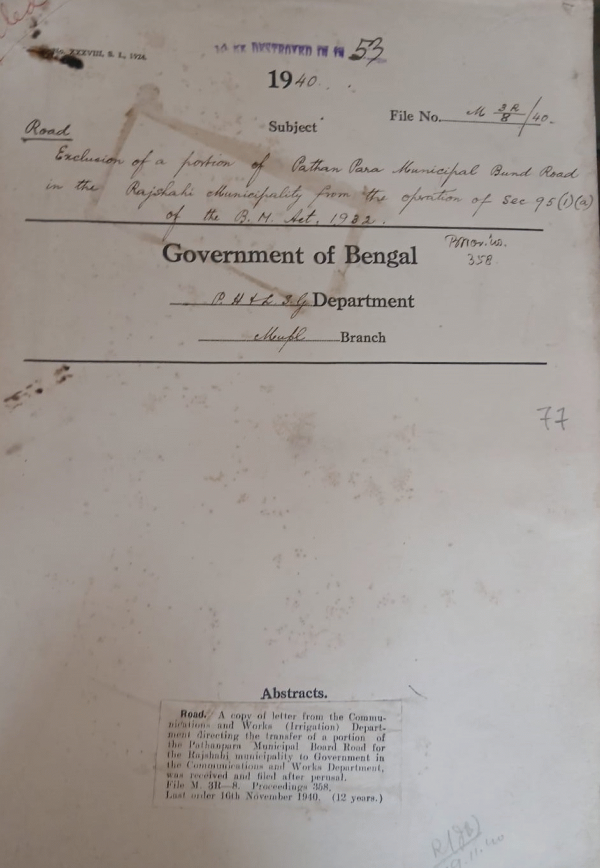 No. XXXVIII, S. I., 1926.
TO BE DESTROYED IN 19 53
1940.
File No. M 3R/8/40.
Subject
Road
Exclusion of a portion of Pathan Para Municipal Bund Road
in the Rajshahi Municipality from the operation of Sec 95(1)(a)
of the B. M. Act, 1932.
Government of Bengal
358
P. H & L. S. G Department
Mupl Branch
77
Abstracts.
Road. A copy of letter from the Commu-
nications and Works (Irrigation) Depart-
ment directing the transfer of a portion of
the Pathanpara Municipal Board Road for
the Rajshahi municipality to Government in
the Communications and Works Department,
was received and filed after perusal.
File M. 3R—8. Proceedings 358.
Last order 16th November 1940. (12 years.)